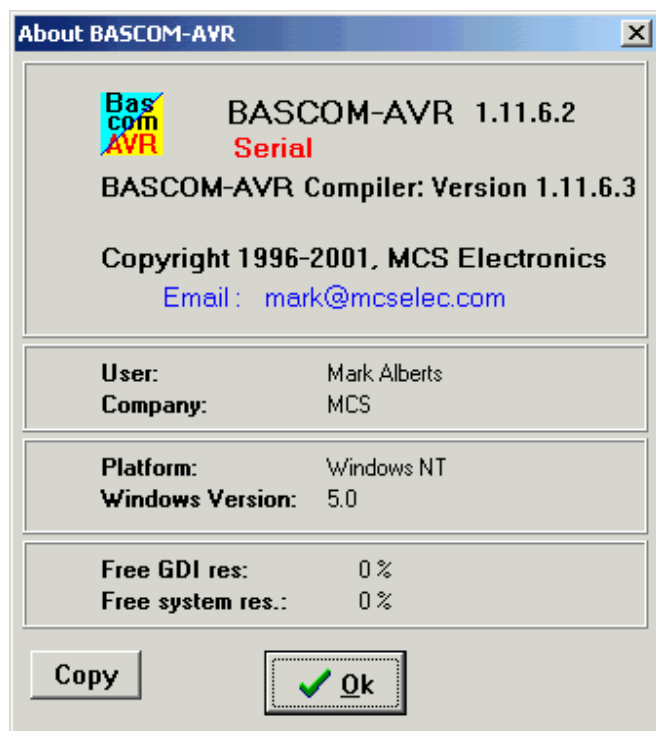 About BASCOM-AVR
Bas
com
AVR
BASCOM-AVR 1.11.6.2
Serial
BASCOM-AVR Compiler: Version 1.11.6.3
Copyright 1996-2001, MCS Electronics
Email : mark@mcselec.com
User: Mark Alberts
Company: MCS
Platform: Windows NT
Windows Version: 5.0
Free GDI res: 0 %
Free system res.: 0 %
Copy Ok